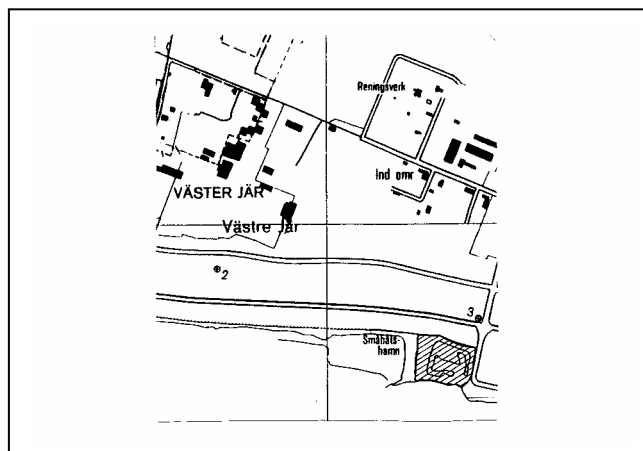 Reningsverk
Ind omr
VÄSTER JÄR
Västre Jär
2
3
Småbåts-
hamn